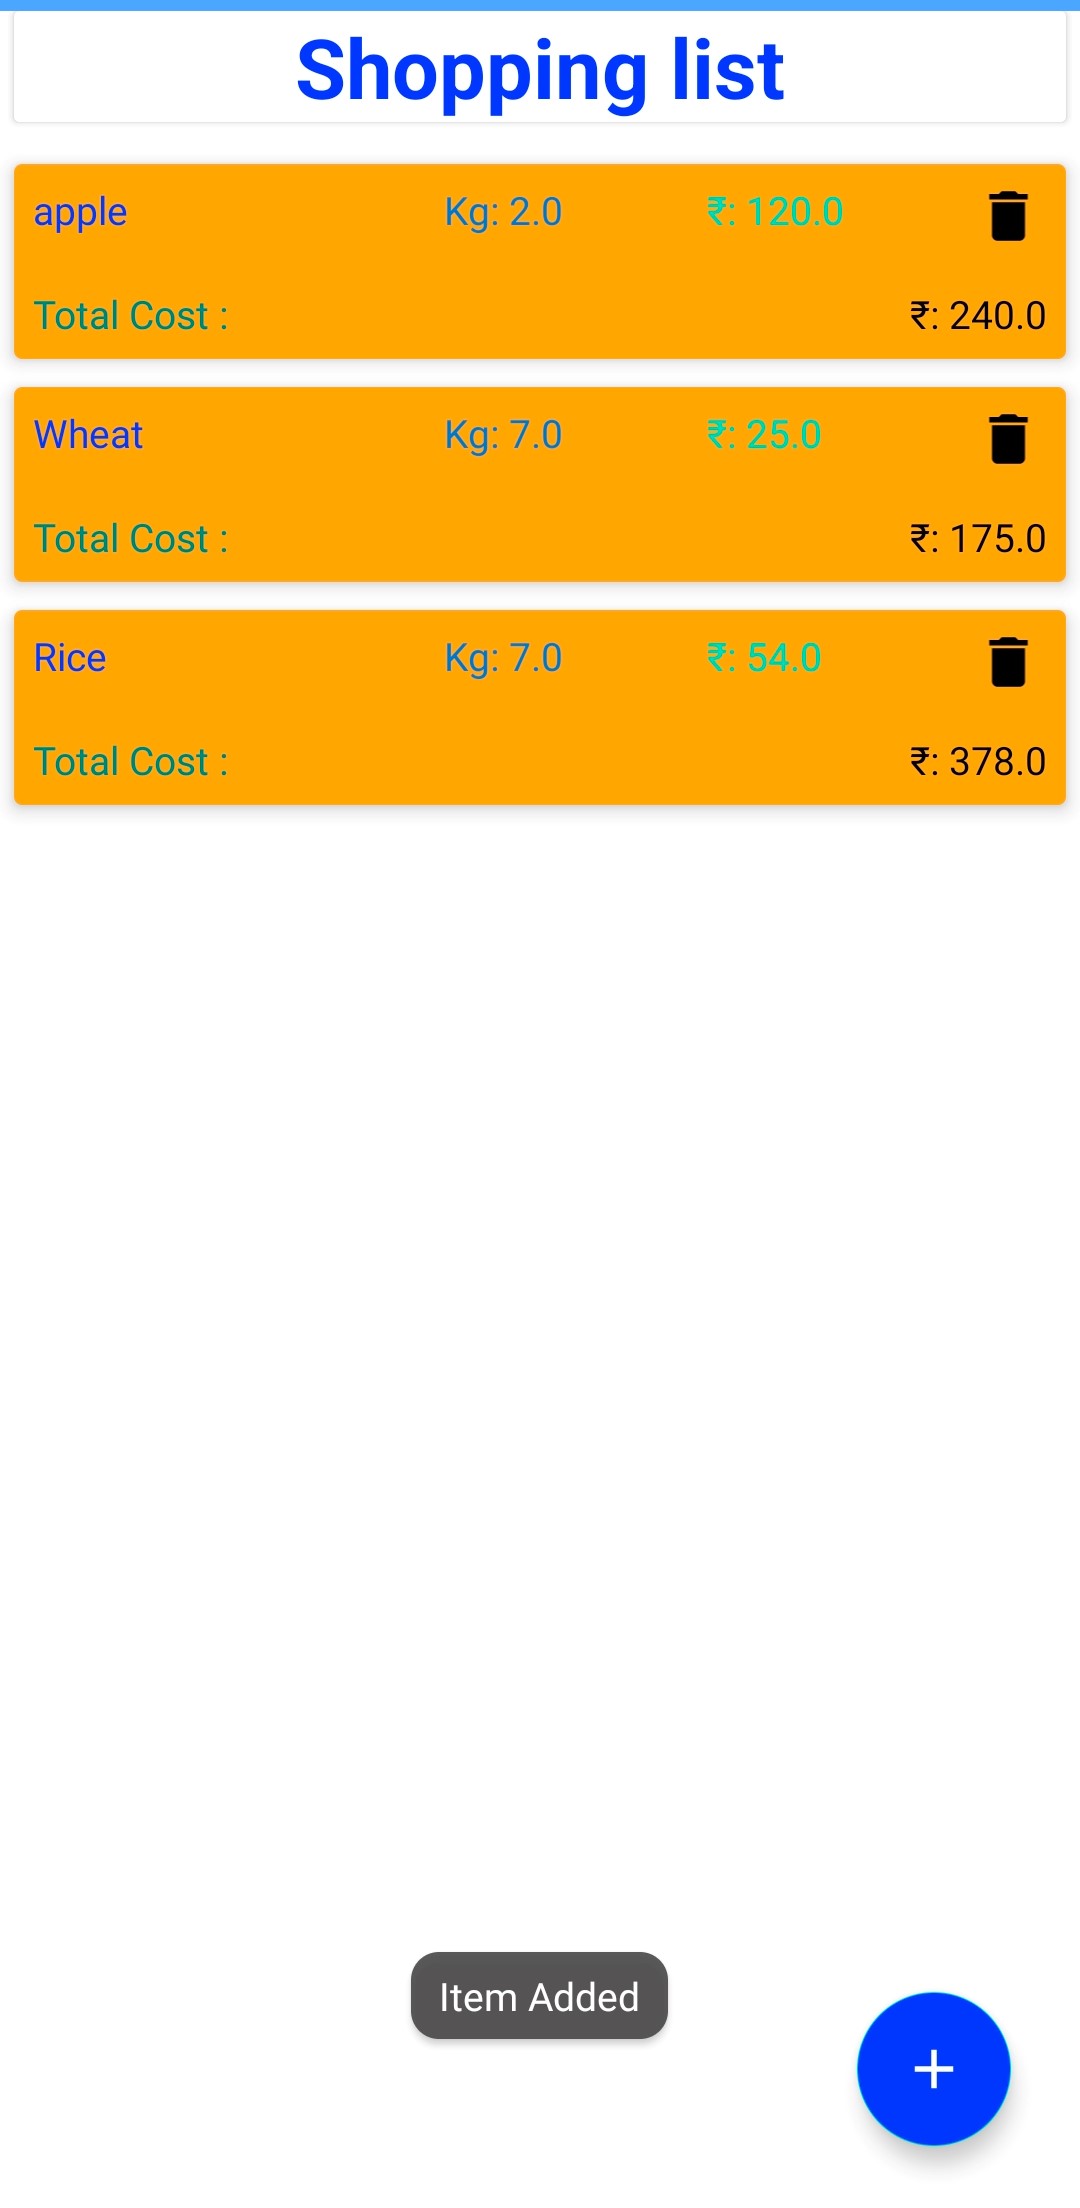 Shopping list
apple Kg: 2.0 ₹: 120.0
Total Cost : ₹: 240.0
Wheat Kg: 7.0 ₹: 25.0
Total Cost : ₹: 175.0
Rice Kg: 7.0 ₹: 54.0
Total Cost : ₹: 378.0
Item Added
+